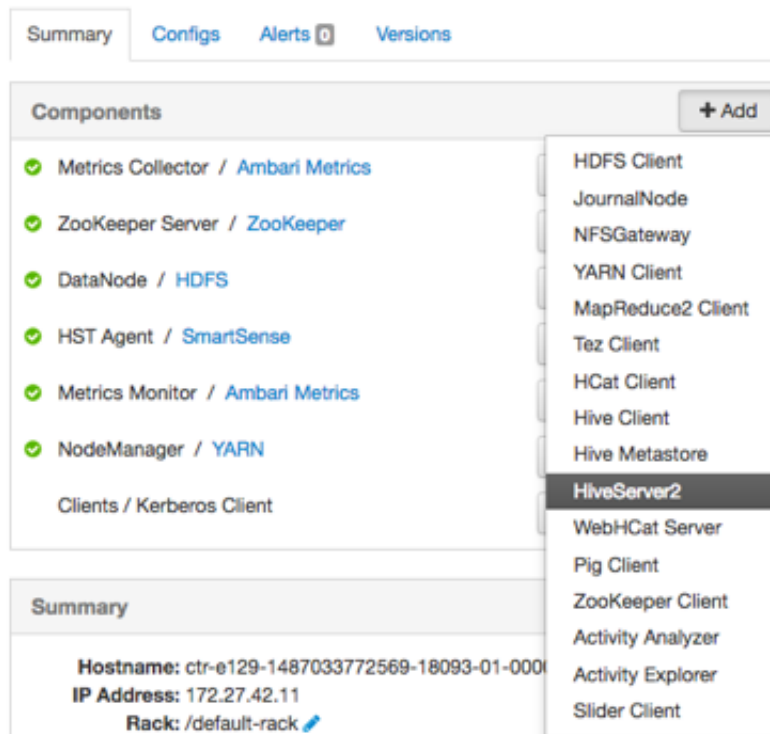 Summary Configs Alerts 0 Versions
Components
+ Add
Metrics Collector / Ambari Metrics
ZooKeeper Server / ZooKeeper
DataNode / HDFS
HST Agent / SmartSense
Metrics Monitor / Ambari Metrics
NodeManager / YARN
Clients / Kerberos Client
HDFS Client
JournalNode
NFSGateway
YARN Client
MapReduce2 Client
Tez Client
HCat Client
Hive Client
Hive Metastore
HiveServer2
WebHCat Server
Pig Client
ZooKeeper Client
Activity Analyzer
Activity Explorer
Slider Client
Summary
Hostname: ctr-e129-1487033772569-18093-01-000
IP Address: 172.27.42.11
Rack: /default-rack